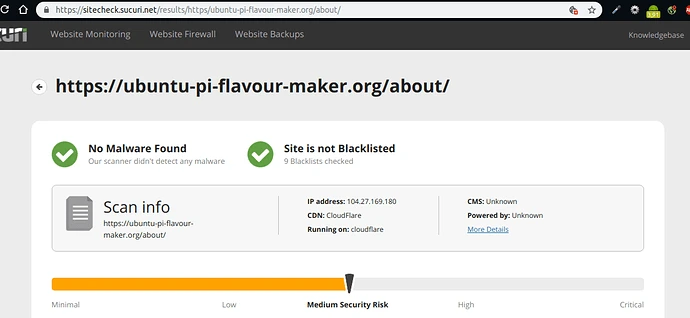 https://sitecheck.sucuri.net/results/https/ubuntu-pi-flavour-maker.org/about/
Website Monitoring Website Firewall Website Backups Knowledgebase
https://ubuntu-pi-flavour-maker.org/about/
No Malware Found
Our scanner didn't detect any malware
Site is not Blacklisted
9 Blacklists checked
Scan info
https://ubuntu-pi-flavour-
maker.org/about/
IP address: 104.27.169.180
CDN: CloudFlare
Running on: cloudflare
CMS: Unknown
Powered by: Unknown
More Details
Minimal Low Medium Security Risk High Critical